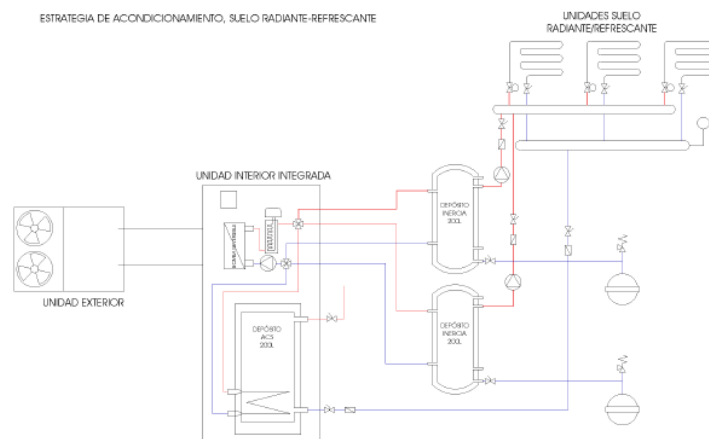 ESTRATEGIA DE ACONDICIONAMIENTO, SUELO RADIANTE-REFRESCANTE
UNIDADES SUELO
RADIANTE/REFRESCANTE
UNIDAD INTERIOR INTEGRADA
UNIDAD EXTERIOR
DEPÓSITO
INERCIA
200L
DEPÓSITO
ACS
200L
DEPÓSITO
INERCIA
200L